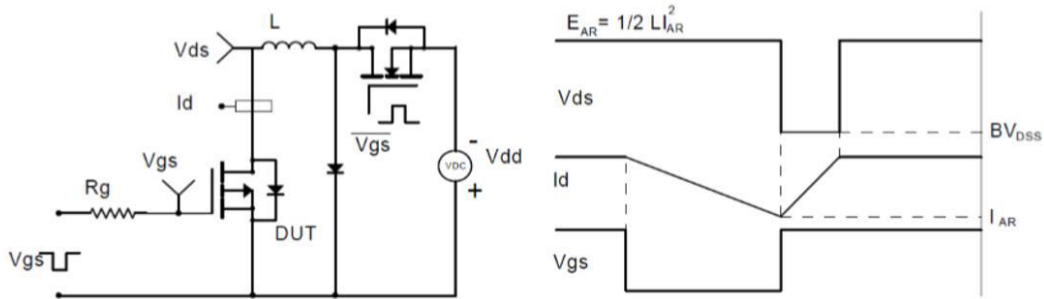 L
Vds
Id
Vgs
Rg
Vgs
DUT
Vgs
VDC
-
Vdd
+
E_AR = 1/2 LI_AR^2
Vds
BV_DSS
Id
I_AR
Vgs